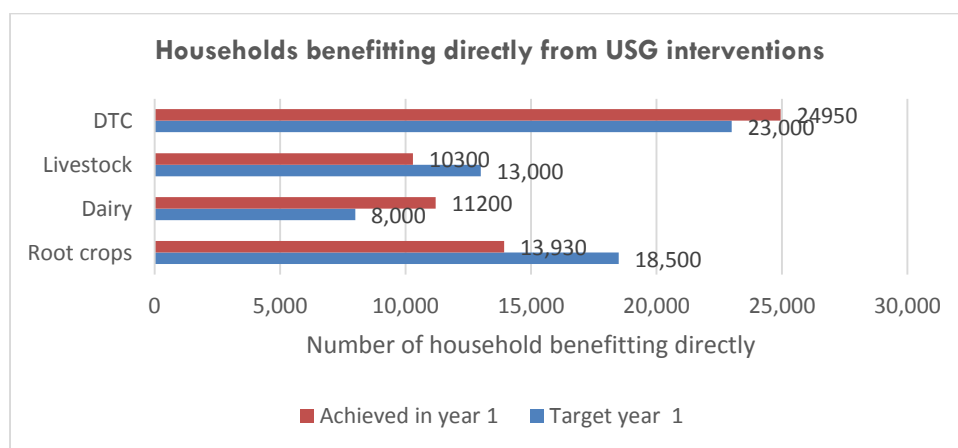 Households benefitting directly from USG interventions
DTC
24950
23,000
Livestock
10300
13,000
Dairy
11200
8,000
Root crops
13,930
18,500
0 5,000 10,000 15,000 20,000 25,000 30,000
Number of household benefitting directly
Achieved in year 1 Target year 1